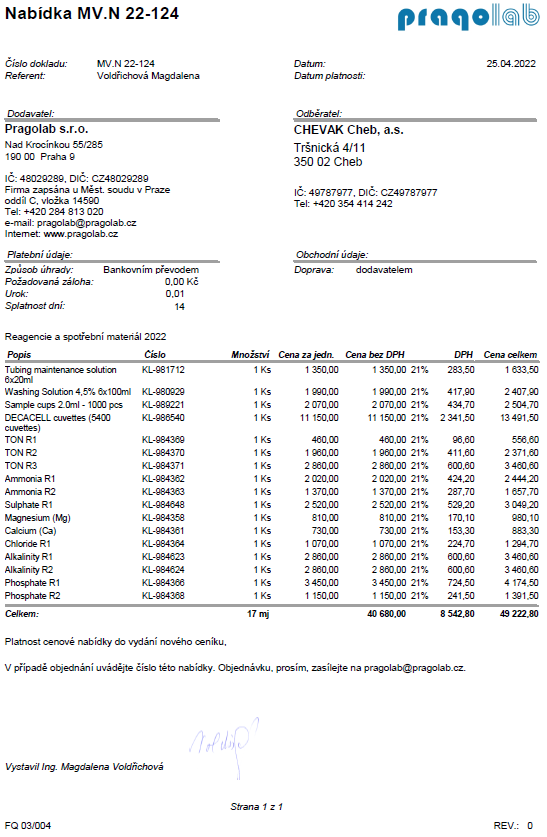 Nabídka MV.N 22-124
pragolab
Číslo dokladu: MV.N 22-124
Referent: Voldřichová Magdalena
Datum: 25.04.2022
Datum platnosti:
Dodavatel:
Pragolab s.r.o.
Nad Krocínkou 55/285
190 00 Praha 9
IČ: 48029289, DIČ: CZ48029289
Firma zapsána u Měst. soudu v Praze
oddíl C, vložka 14590
Tel: +420 284 813 020
e-mail: pragolab@pragolab.cz
Internet: www.pragolab.cz
Odběratel:
CHEVAK Cheb, a.s.
Tršnická 4/11
350 02 Cheb
IČ: 49787977, DIČ: CZ49787977
Tel: +420 354 414 242
Platební údaje:
Způsob úhrady: Bankovním převodem
Požadovaná záloha: 0,00 Kč
Urok: 0,01
Splatnost dní: 14
Obchodní údaje:
Doprava: dodavatelem
Reagencie a spotřební materiál 2022
Popis Číslo Množství Cena za jedn. Cena bez DPH DPH Cena celkem
Tubing maintenance solution KL-981712 1 Ks 1 350,00 1 350,00 21% 283,50 1 633,50
6x20ml
Washing Solution 4,5% 6x100ml KL-980929 1 Ks 1 990,00 1 990,00 21% 417,90 2 407,90
Sample cups 2.0ml - 1000 pcs KL-989221 1 Ks 2 070,00 2 070,00 21% 434,70 2 504,70
DECACELL cuvettes (5400 KL-986540 1 Ks 11 150,00 11 150,00 21% 2 341,50 13 491,50
cuvettes)
TON R1 KL-984369 1 Ks 460,00 460,00 21% 96,60 556,60
TON R2 KL-984370 1 Ks 1 960,00 1 960,00 21% 411,60 2 371,60
TON R3 KL-984371 1 Ks 2 860,00 2 860,00 21% 600,60 3 460,60
Ammonia R1 KL-984362 1 Ks 2 020,00 2 020,00 21% 424,20 2 444,20
Ammonia R2 KL-984363 1 Ks 1 370,00 1 370,00 21% 287,70 1 657,70
Sulphate R1 KL-984648 1 Ks 2 520,00 2 520,00 21% 529,20 3 049,20
Magnesium (Mg) KL-984358 1 Ks 810,00 810,00 21% 170,10 980,10
Calcium (Ca) KL-984361 1 Ks 730,00 730,00 21% 153,30 883,30
Chloride R1 KL-984364 1 Ks 1 070,00 1 070,00 21% 224,70 1 294,70
Alkalinity R1 KL-984623 1 Ks 2 860,00 2 860,00 21% 600,60 3 460,60
Alkalinity R2 KL-984624 1 Ks 2 860,00 2 860,00 21% 600,60 3 460,60
Phosphate R1 KL-984366 1 Ks 3 450,00 3 450,00 21% 724,50 4 174,50
Phosphate R2 KL-984368 1 Ks 1 150,00 1 150,00 21% 241,50 1 391,50
Celkem: 17 mj 40 680,00 8 542,80 49 222,80
Platnost cenové nabídky do vydání nového ceníku,
V případě objednání uvádějte číslo této nabídky. Objednávku, prosím, zasílejte na pragolab@pragolab.cz.
Vystavil Ing. Magdalena Voldřichová
Strana 1 z 1
FQ 03/004 REV.: 0